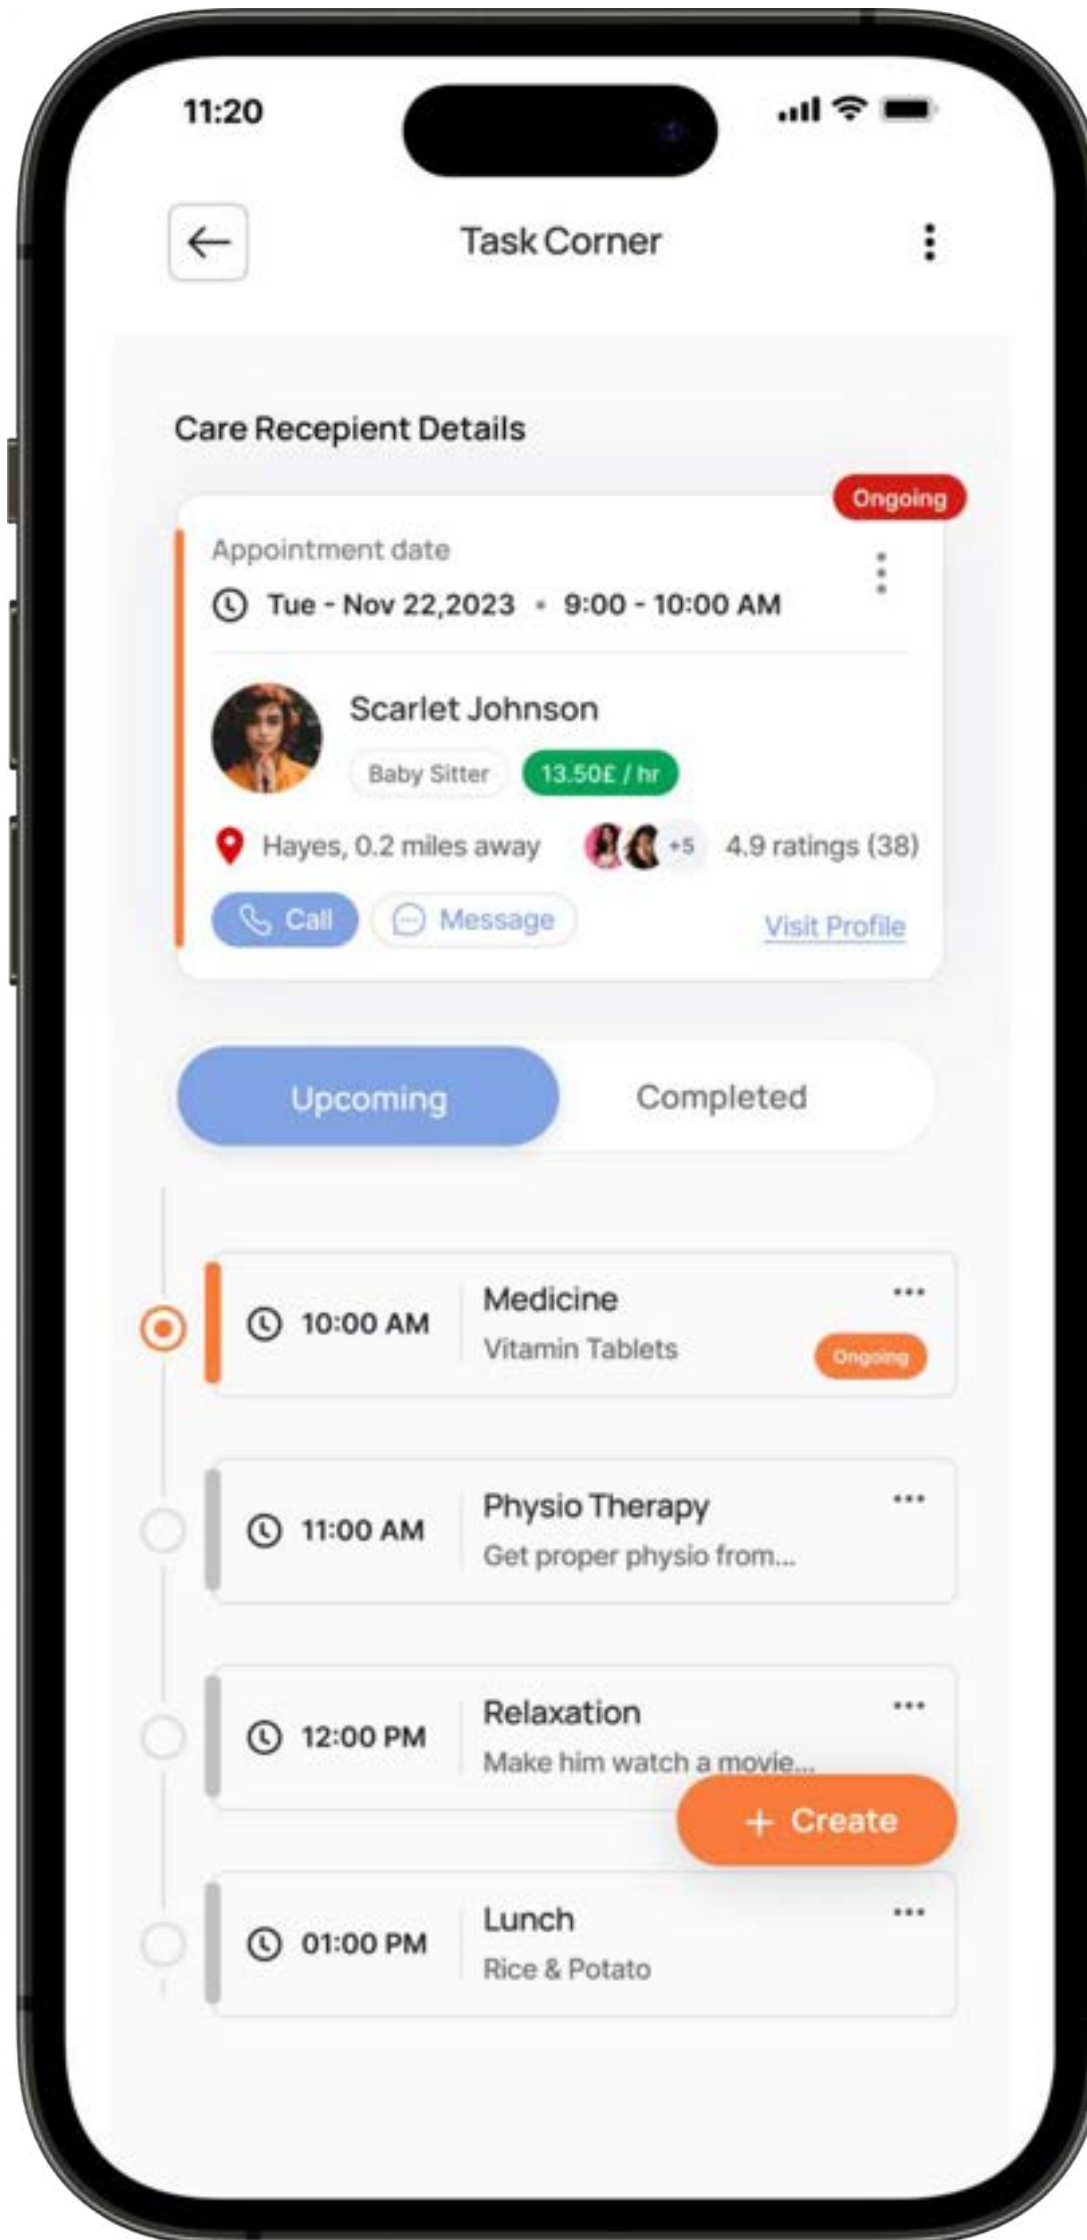 11:20
Task Corner
Care Recepient Details
Ongoing
Appointment date
Tue - Nov 22,2023 • 9:00 - 10:00 AM
Scarlet Johnson
Baby Sitter 13.50£ / hr
Hayes, 0.2 miles away +5 4.9 ratings (38)
Call Message Visit Profile
Upcoming Completed
10:00 AM Medicine ...
Vitamin Tablets Ongoing
11:00 AM Physio Therapy ...
Get proper physio from...
12:00 PM Relaxation ...
Make him watch a movie...
+ Create
01:00 PM Lunch ...
Rice & Potato